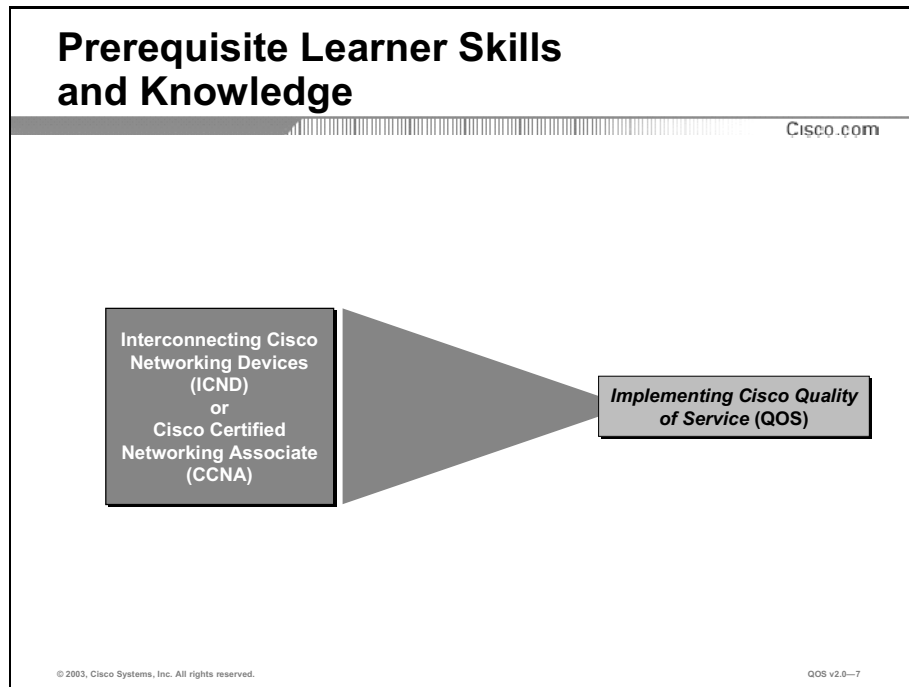 Prerequisite Learner Skills
and Knowledge
Cisco.com
Interconnecting Cisco
Networking Devices
(ICND)
or
Cisco Certified
Networking Associate
(CCNA)
Implementing Cisco Quality
of Service (QOS)
© 2003, Cisco Systems, Inc. All rights reserved.
QOS v2.0—7